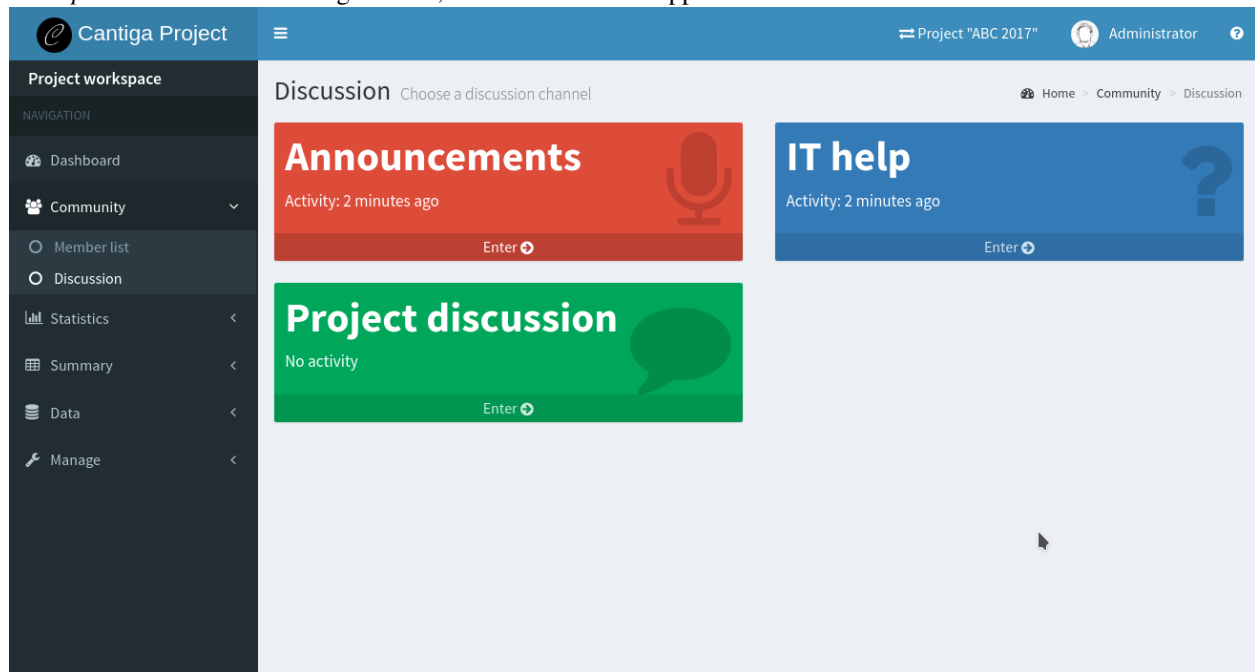 Cantiga Project
Project "ABC 2017" Administrator
Project workspace
NAVIGATION
Dashboard
Community
Member list
Discussion
Statistics
Summary
Data
Manage
Discussion Choose a discussion channel
Home > Community > Discussion
Announcements
Activity: 2 minutes ago
Enter
IT help
Activity: 2 minutes ago
Enter
Project discussion
No activity
Enter